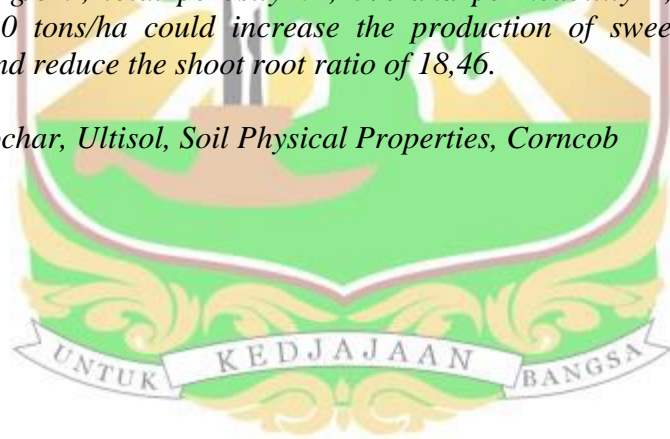 0 tons/ha could increase the production of swee
nd reduce the shoot root ratio of 18,46.
ochar, Ultisol, Soil Physical Properties, Corncob
UNTUK KEDJAJAAN BANGSA